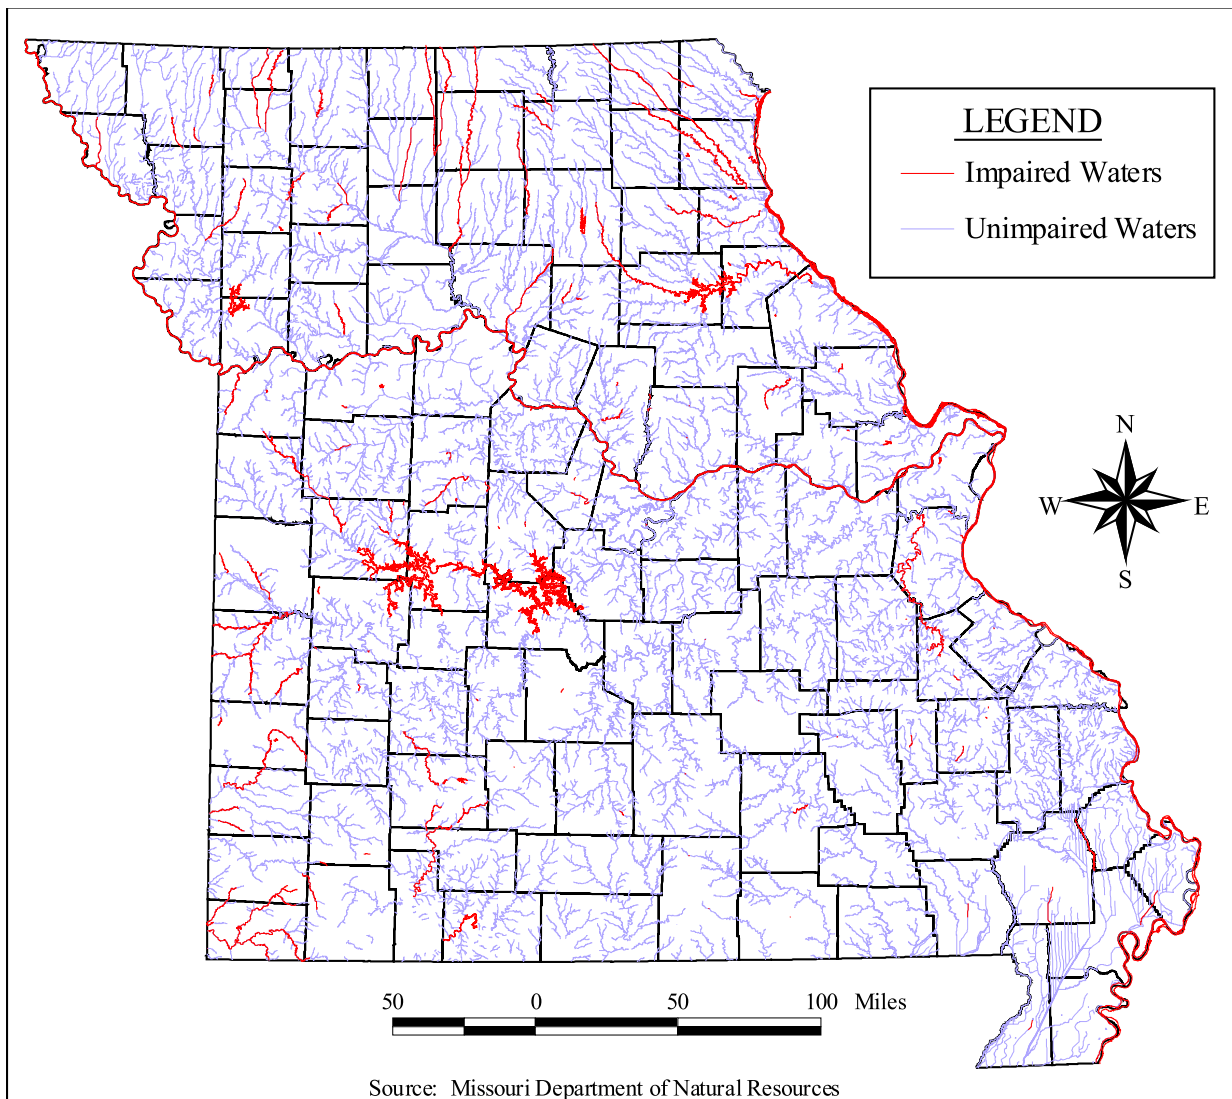 LEGEND
Impaired Waters
Unimpaired Waters
N
W E
S
50 0 50 100 Miles
Source: Missouri Department of Natural Resources